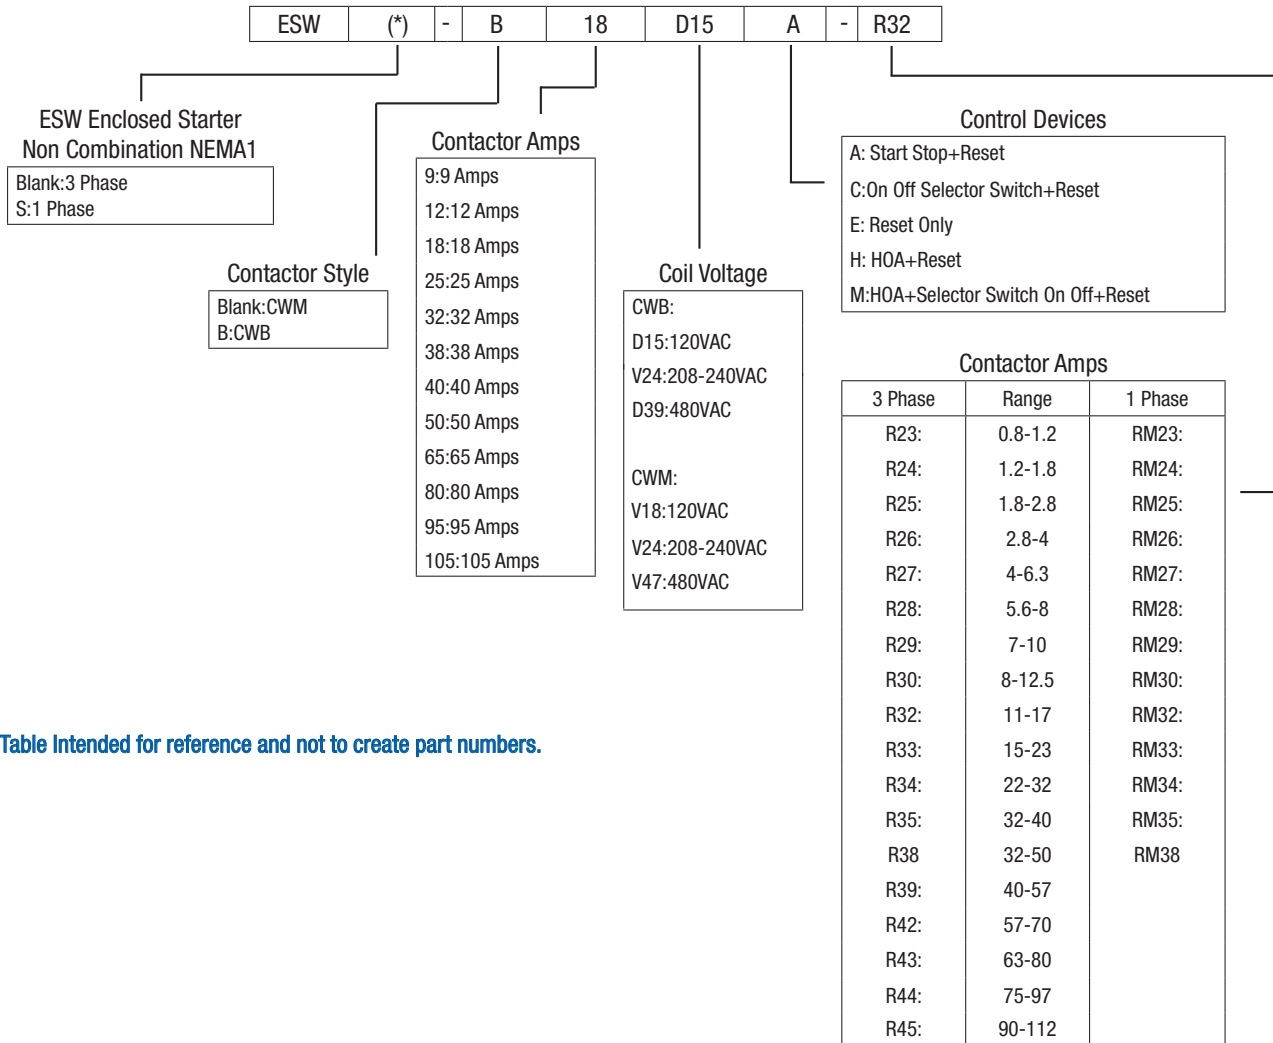 ESW (*) - B 18 D15 A - R32
ESW Enclosed Starter
Non Combination NEMA1
Blank:3 Phase
S:1 Phase
Contactor Style
Blank:CWM
B:CWB
Contactor Amps
9:9 Amps
12:12 Amps
18:18 Amps
25:25 Amps
32:32 Amps
38:38 Amps
40:40 Amps
50:50 Amps
65:65 Amps
80:80 Amps
95:95 Amps
105:105 Amps
Coil Voltage
CWB:
D15:120VAC
V24:208-240VAC
D39:480VAC
CWM:
V18:120VAC
V24:208-240VAC
V47:480VAC
Control Devices
A: Start Stop+Reset
C:On Off Selector Switch+Reset
E: Reset Only
H: HOA+Reset
M:HOA+Selector Switch On Off+Reset
Contactor Amps
3 Phase Range 1 Phase
R23: 0.8-1.2 RM23:
R24: 1.2-1.8 RM24:
R25: 1.8-2.8 RM25:
R26: 2.8-4 RM26:
R27: 4-6.3 RM27:
R28: 5.6-8 RM28:
R29: 7-10 RM29:
R30: 8-12.5 RM30:
R32: 11-17 RM32:
R33: 15-23 RM33:
R34: 22-32 RM34:
R35: 32-40 RM35:
R38 32-50 RM38
R39: 40-57
R42: 57-70
R43: 63-80
R44: 75-97
R45: 90-112
Table Intended for reference and not to create part numbers.